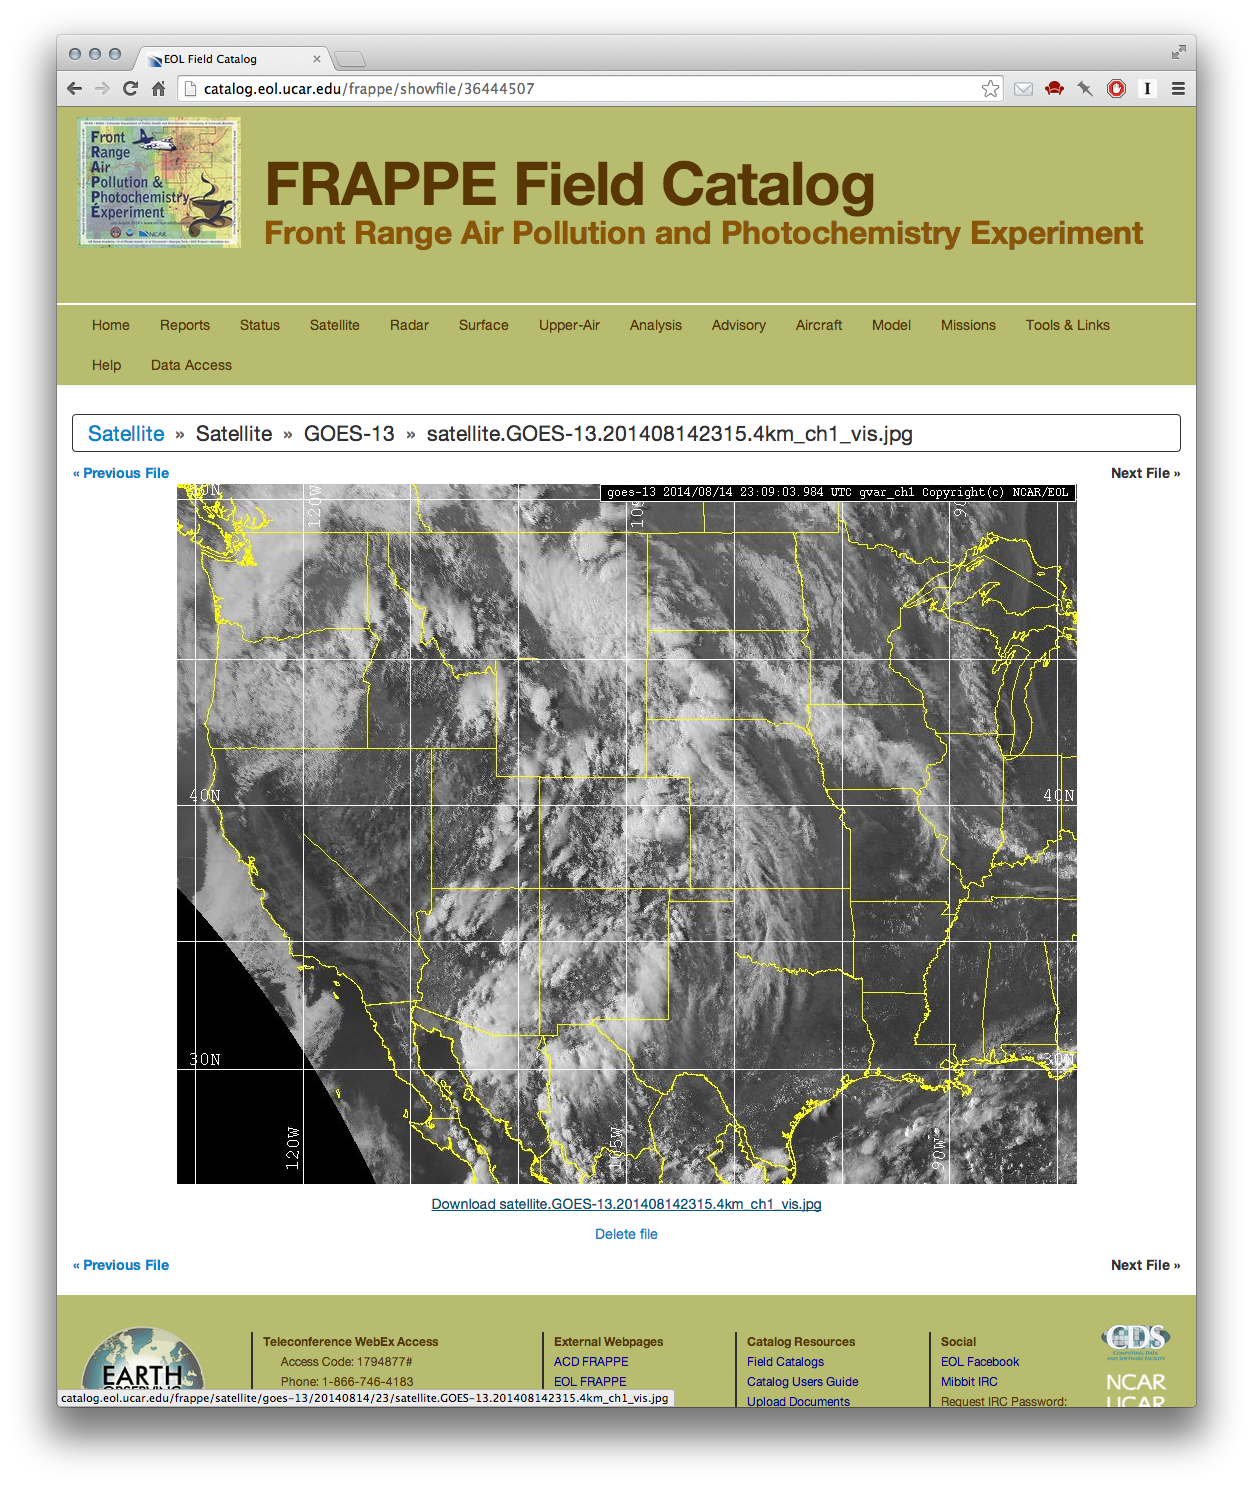 EOL Field Catalog
catalog.eol.ucar.edu/frappe/showfile/36444507
Front
Range
Air
Pollution &
Photochemistry
Experiment
NCAR
FRAPPE Field Catalog
Front Range Air Pollution and Photochemistry Experiment
Home Reports Status Satellite Radar Surface Upper-Air Analysis Advisory Aircraft Model Missions Tools & Links
Help Data Access
Satellite » Satellite » GOES-13 » satellite.GOES-13.201408142315.4km_ch1_vis.jpg
« Previous File Next File »
goes-13 2014/08/14 23:09:03.984 UTC gvar_ch1 Copyright(c) NCAR/EOL
120W
40N 40N
30N 30N
120W 105W 90W
Download satellite.GOES-13.201408142315.4km_ch1_vis.jpg
Delete file
« Previous File Next File »
Teleconference WebEx Access
Access Code: 1794877#
Phone: 1-866-746-4183
External Webpages
ACD FRAPPE
EOL FRAPPE
Catalog Resources
Field Catalogs
Catalog Users Guide
Upload Documents
Social
EOL Facebook
Mibbit IRC
Request IRC Password:
EARTH
OBSERVING
CDS
COMPUTING, DATA,
AND SOFTWARE FACILITY
NCAR
UCAR
catalog.eol.ucar.edu/frappe/satellite/goes-13/20140814/23/satellite.GOES-13.201408142315.4km_ch1_vis.jpg